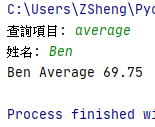 C:\Users\ZSheng\Pyc
查詢項目: average
姓名: Ben
Ben Average 69.75
Process finished wi